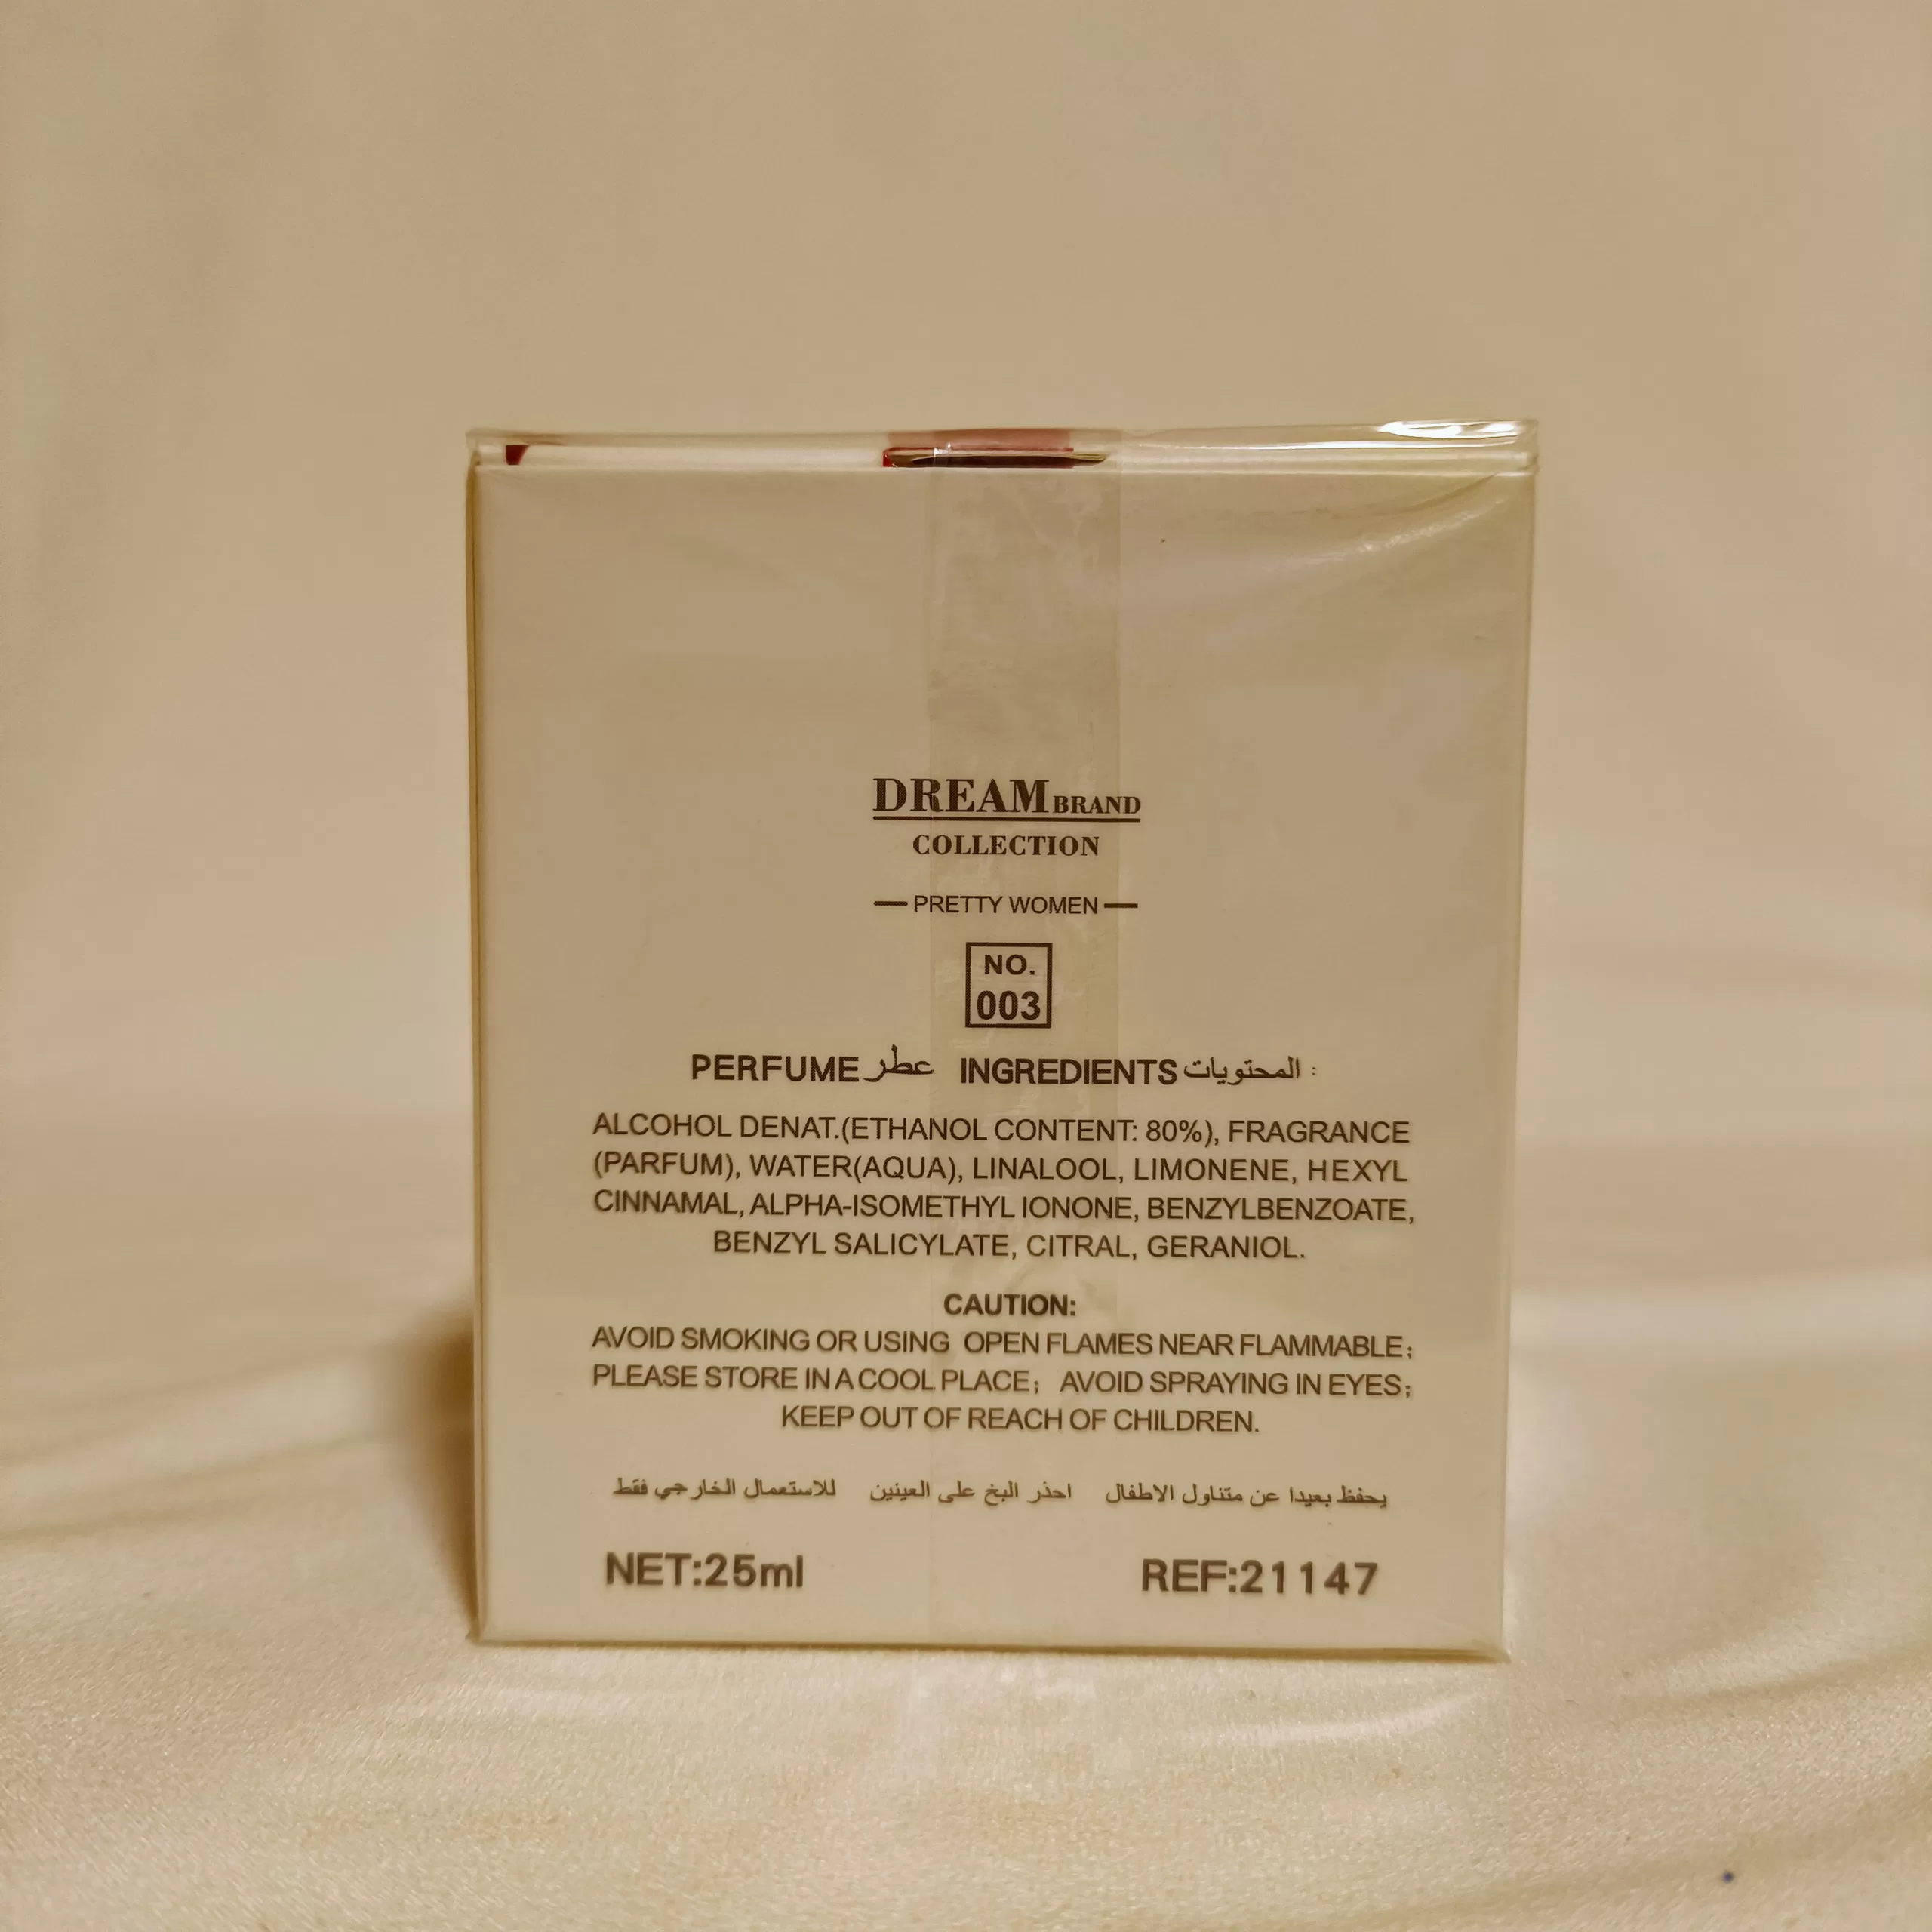 DREAM BRAND
COLLECTION
PRETTY WOMEN
NO.
003
PERFUME عطر INGREDIENTS المحتويات :
ALCOHOL DENAT.(ETHANOL CONTENT: 80%), FRAGRANCE
(PARFUM), WATER(AQUA), LINALOOL, LIMONENE, HEXYL
CINNAMAL, ALPHA-ISOMETHYL IONONE, BENZYLBENZOATE,
BENZYL SALICYLATE, CITRAL, GERANIOL.
CAUTION:
AVOID SMOKING OR USING OPEN FLAMES NEAR FLAMMABLE;
PLEASE STORE IN A COOL PLACE; AVOID SPRAYING IN EYES;
KEEP OUT OF REACH OF CHILDREN.
يحفظ بعيدا عن متناول الاطفال احذر البخ على العينين للاستعمال الخارجي فقط
NET:25ml REF:21147